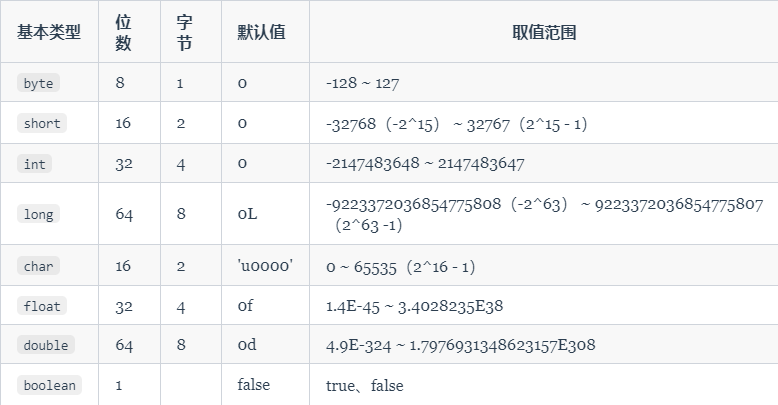 基本类型 位数 字节 默认值 取值范围
byte 8 1 0 -128 ~ 127
short 16 2 0 -32768（-2^15） ~ 32767（2^15 - 1）
int 32 4 0 -2147483648 ~ 2147483647
long 64 8 0L -9223372036854775808（-2^63） ~ 9223372036854775807
（2^63 -1）
char 16 2 'u0000' 0 ~ 65535（2^16 - 1）
float 32 4 0f 1.4E-45 ~ 3.4028235E38
double 64 8 0d 4.9E-324 ~ 1.7976931348623157E308
boolean 1 false true、false